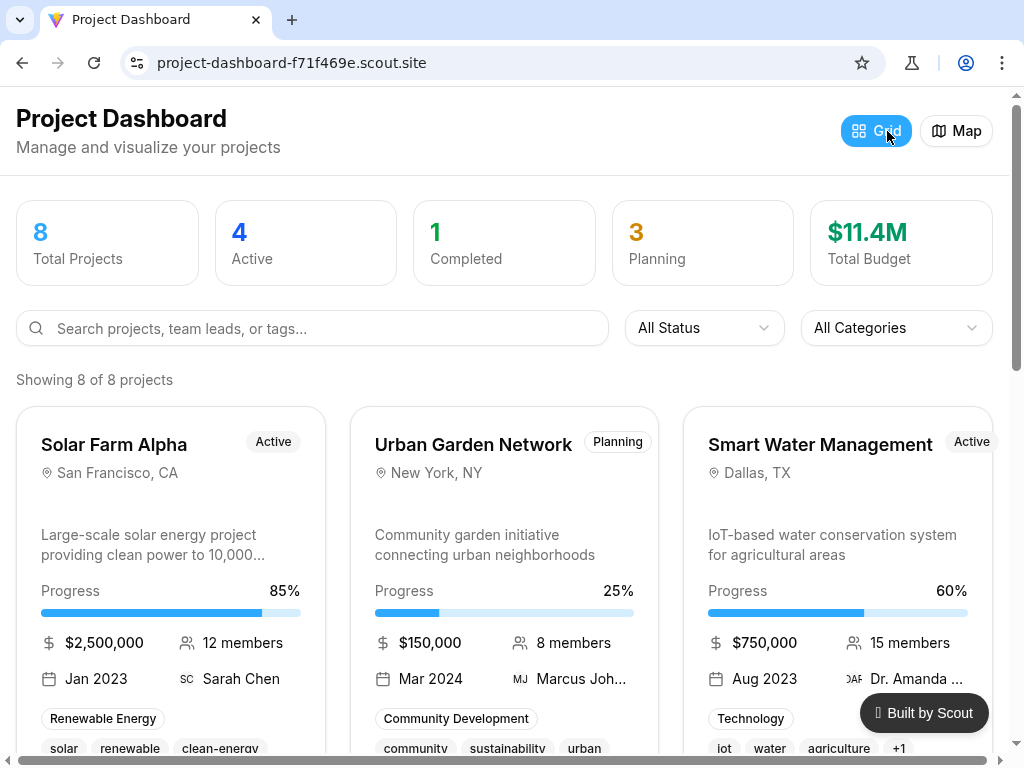 Project Dashboard
project-dashboard-f71f469e.scout.site
Project Dashboard
Manage and visualize your projects
Grid
Map
8
Total Projects
4
Active
1
Completed
3
Planning
$11.4M
Total Budget
Search projects, team leads, or tags...
All Status
All Categories
Showing 8 of 8 projects
Solar Farm Alpha
Active
San Francisco, CA
Large-scale solar energy project
providing clean power to 10,000...
Progress
85%
$2,500,000
12 members
Jan 2023
SC
Sarah Chen
Renewable Energy
solar
renewable
clean-energy
Urban Garden Network
Planning
New York, NY
Community garden initiative
connecting urban neighborhoods
Progress
25%
$150,000
8 members
Mar 2024
MJ
Marcus Joh...
Community Development
community
sustainability
urban
Smart Water Management
Active
Dallas, TX
IoT-based water conservation system
for agricultural areas
Progress
60%
$750,000
15 members
Aug 2023
Dr. Amanda ...
Technology
iot
water
agriculture
+1
Built by Scout